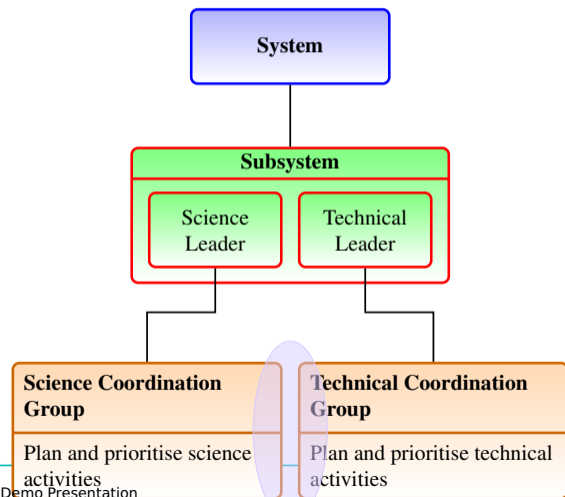 System
Subsystem
Science
Leader
Technical
Leader
Science Coordination
Group
Technical Coordination
Group
Plan and prioritise science
activities
Plan and prioritise technical
activities
Demo Presentation